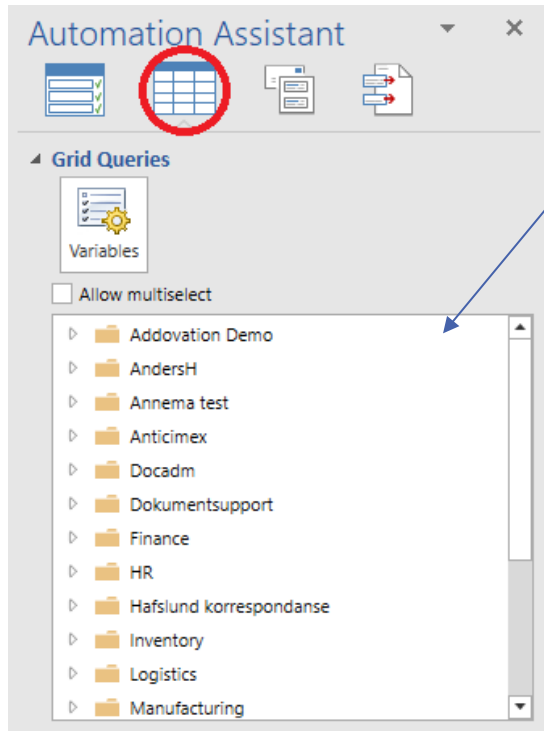 Automation Assistant
Grid Queries
Variables
Allow multiselect
Addovation Demo
AndersH
Annema test
Anticimex
Docadm
Dokumentsupport
Finance
HR
Hafslund korrespondanse
Inventory
Logistics
Manufacturing